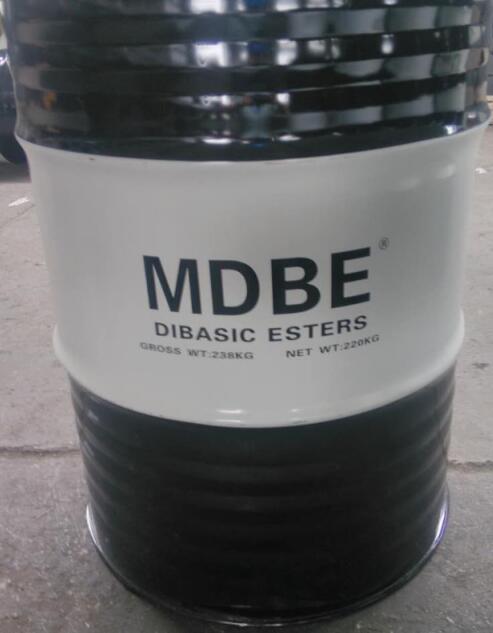 MDBE®
DIBASIC ESTERS
GROSS WT:238KG NET WT:220KG